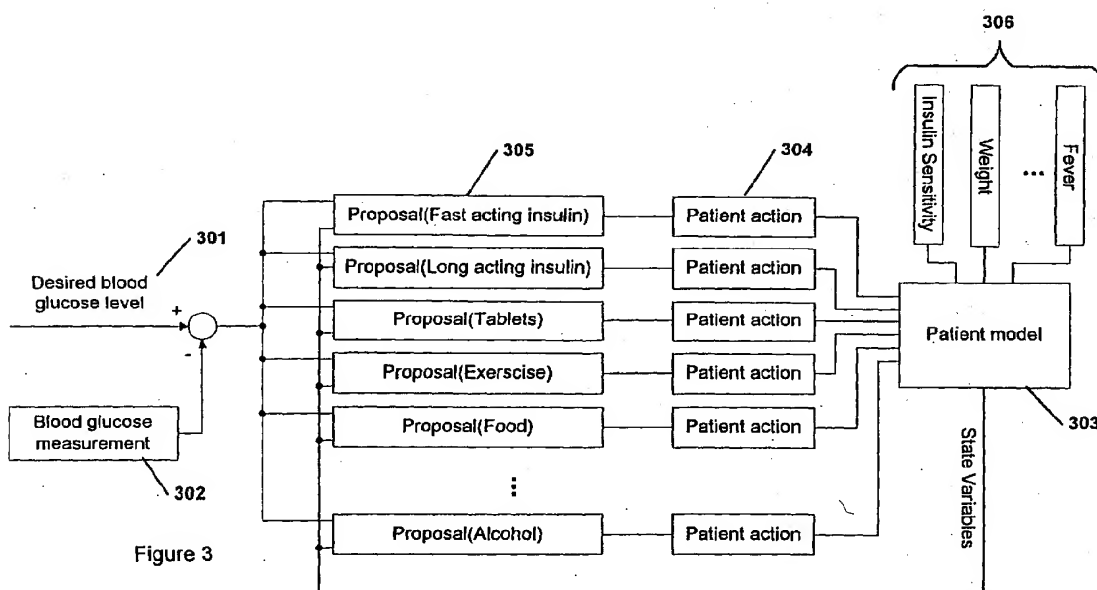 306
Insulin Sensitivity
Weight
...
Fever
305
304
Proposal(Fast acting insulin)
Patient action
301
Desired blood
glucose level
+
-
Proposal(Long acting insulin)
Patient action
Proposal(Tablets)
Patient action
Patient model
Proposal(Exerscise)
Patient action
Blood glucose
measurement
Proposal(Food)
Patient action
303
302
State Variables
...
Proposal(Alcohol)
Patient action
Figure 3